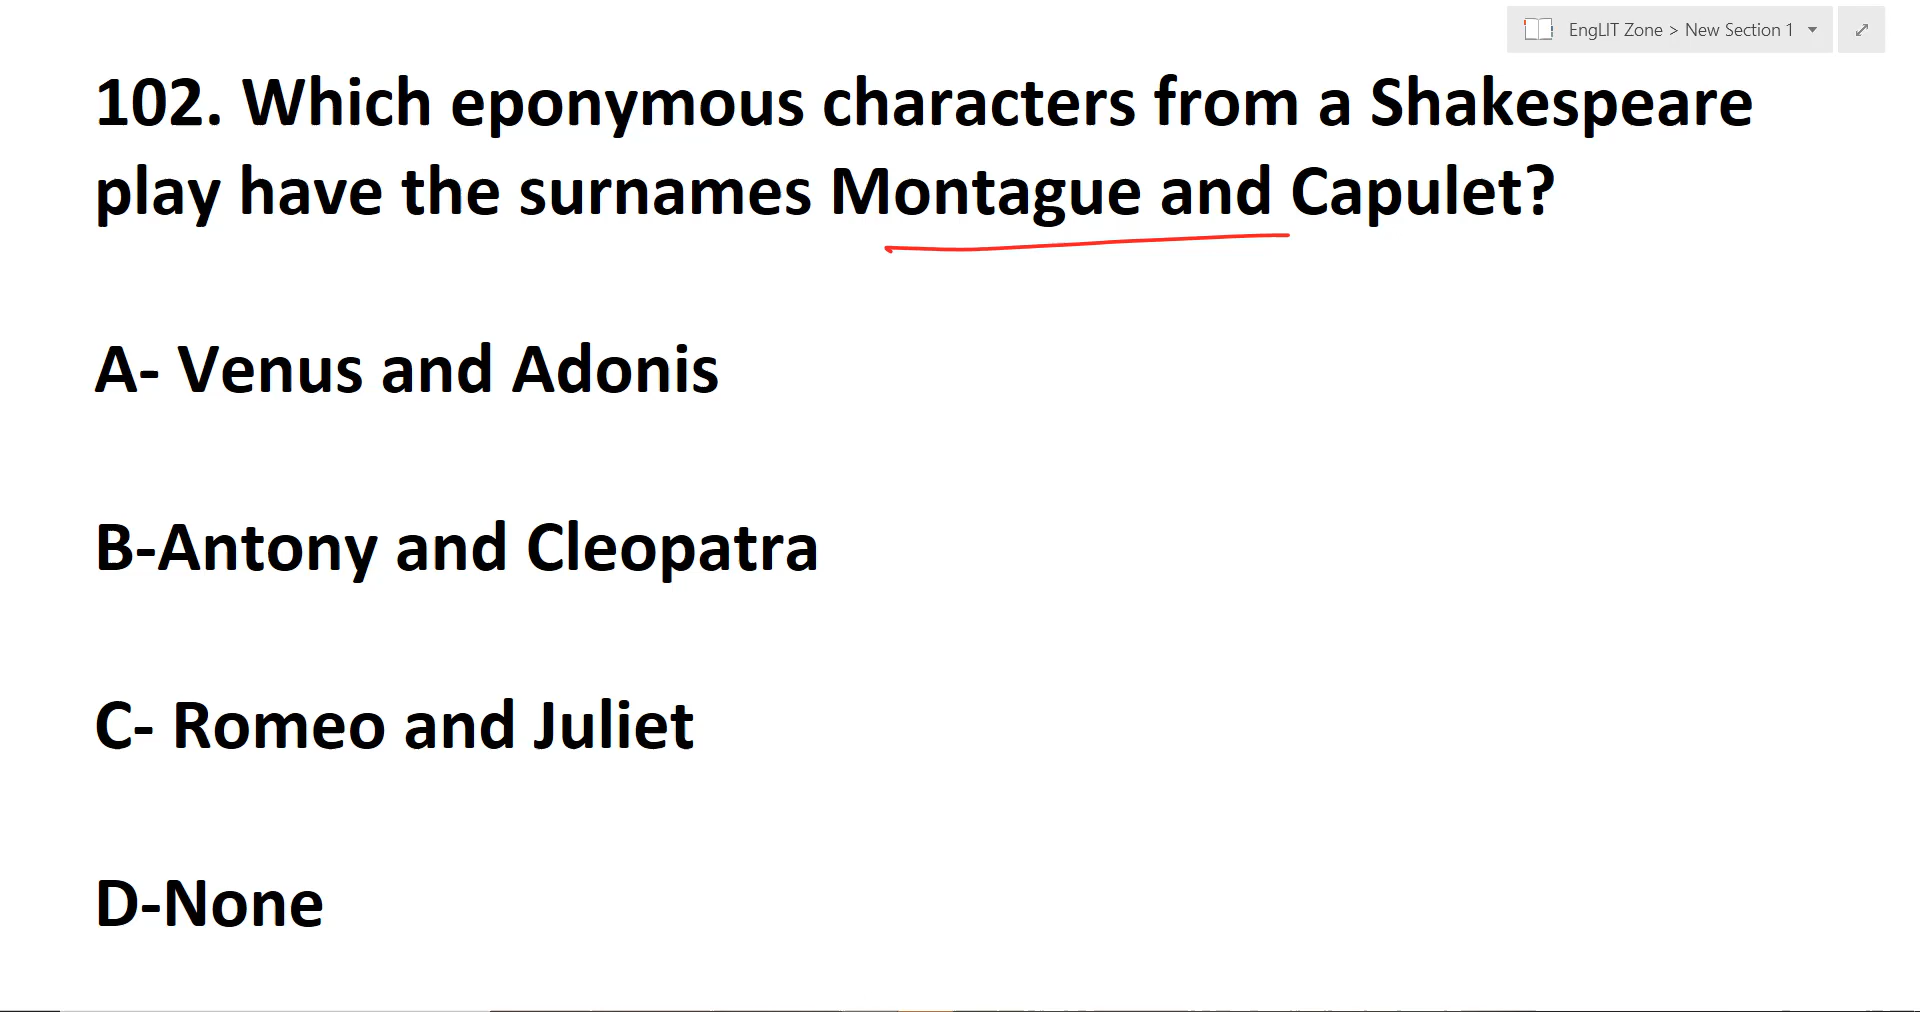 EngLIT Zone > New Section 1
102. Which eponymous characters from a Shakespeare
play have the surnames Montague and Capulet?
A- Venus and Adonis
B-Antony and Cleopatra
C- Romeo and Juliet
D-None